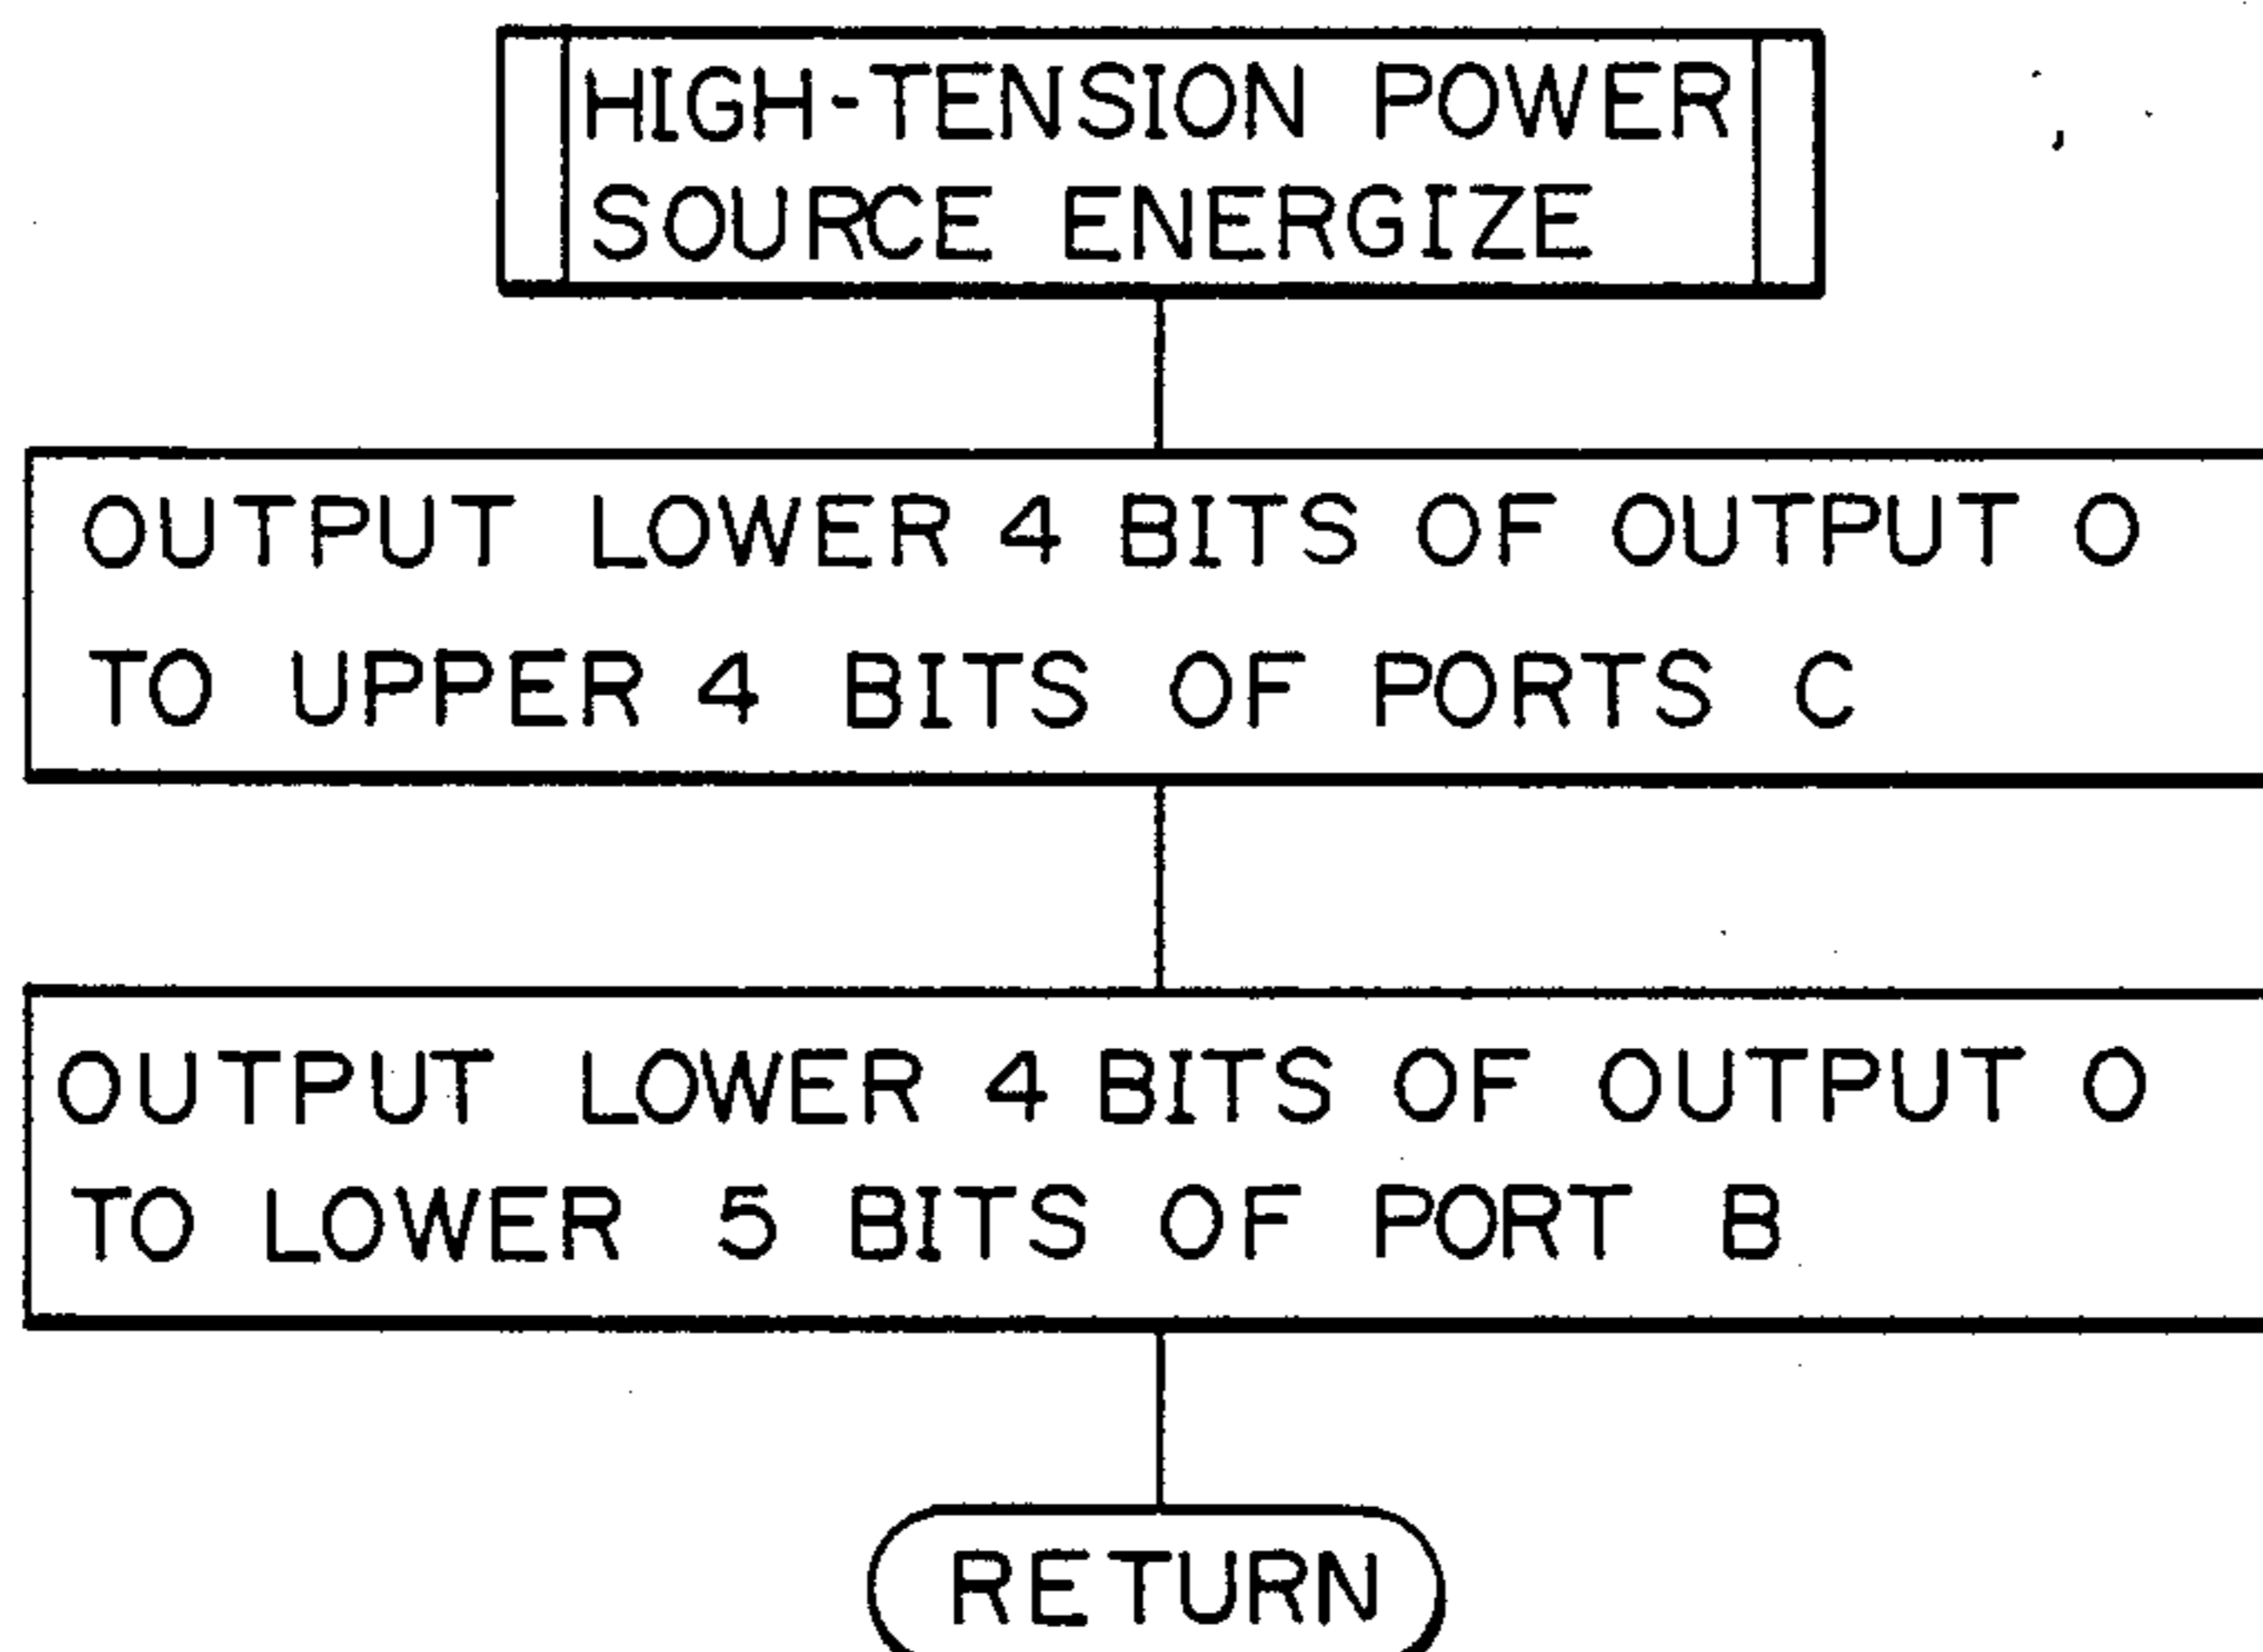 HIGH-TENSION POWER
SOURCE ENERGIZE
OUTPUT LOWER 4 BITS OF OUTPUT O
TO UPPER 4 BITS OF PORTS C
OUTPUT LOWER 4 BITS OF OUTPUT O
TO LOWER 5 BITS OF PORT B
RETURN